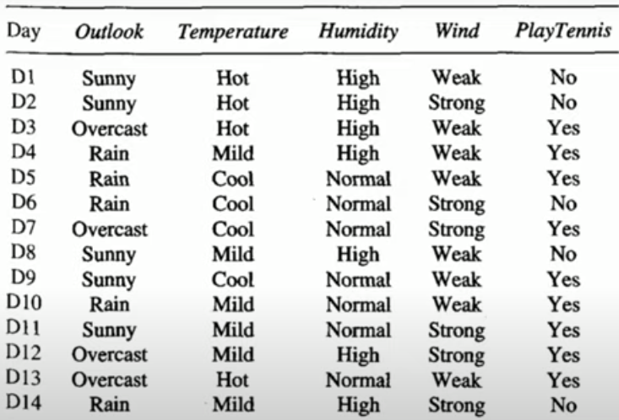 Day Outlook Temperature Humidity Wind PlayTennis
D1 Sunny Hot High Weak No
D2 Sunny Hot High Strong No
D3 Overcast Hot High Weak Yes
D4 Rain Mild High Weak Yes
D5 Rain Cool Normal Weak Yes
D6 Rain Cool Normal Strong No
D7 Overcast Cool Normal Strong Yes
D8 Sunny Mild High Weak No
D9 Sunny Cool Normal Weak Yes
D10 Rain Mild Normal Weak Yes
D11 Sunny Mild Normal Strong Yes
D12 Overcast Mild High Strong Yes
D13 Overcast Hot Normal Weak Yes
D14 Rain Mild High Strong No